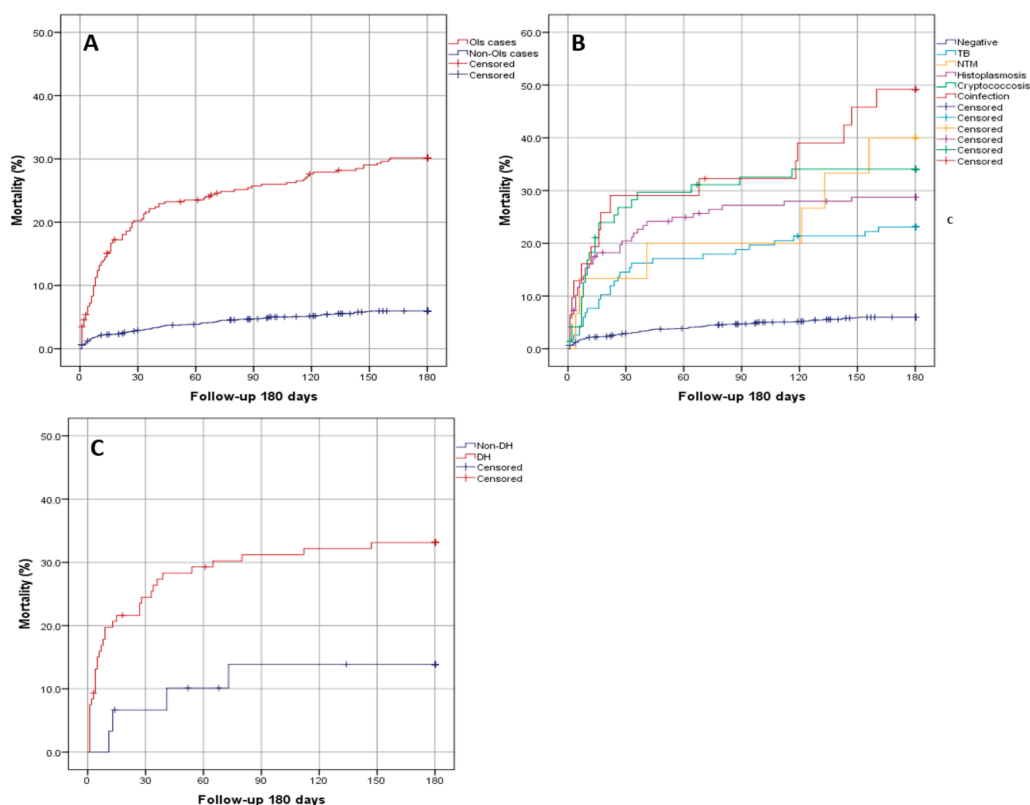 A
OIs cases
Non-OIs cases
Censored
Censored
50.0
40.0
30.0
20.0
10.0
0.0
Mortality (%)
0 30 60 90 120 150 180
Follow-up 180 days
B
Negative
TB
NTM
Histoplasmosis
Cryptococcosis
Coinfection
Censored
Censored
Censored
Censored
Censored
Censored
60.0
50.0
40.0
30.0
20.0
10.0
0.0
Mortality (%)
0 30 60 90 120 150 180
Follow-up 180 days
c
C
Non-DH
DH
Censored
Censored
50.0
40.0
30.0
20.0
10.0
0.0
Mortality (%)
0 30 60 90 120 150 180
Follow-up 180 days